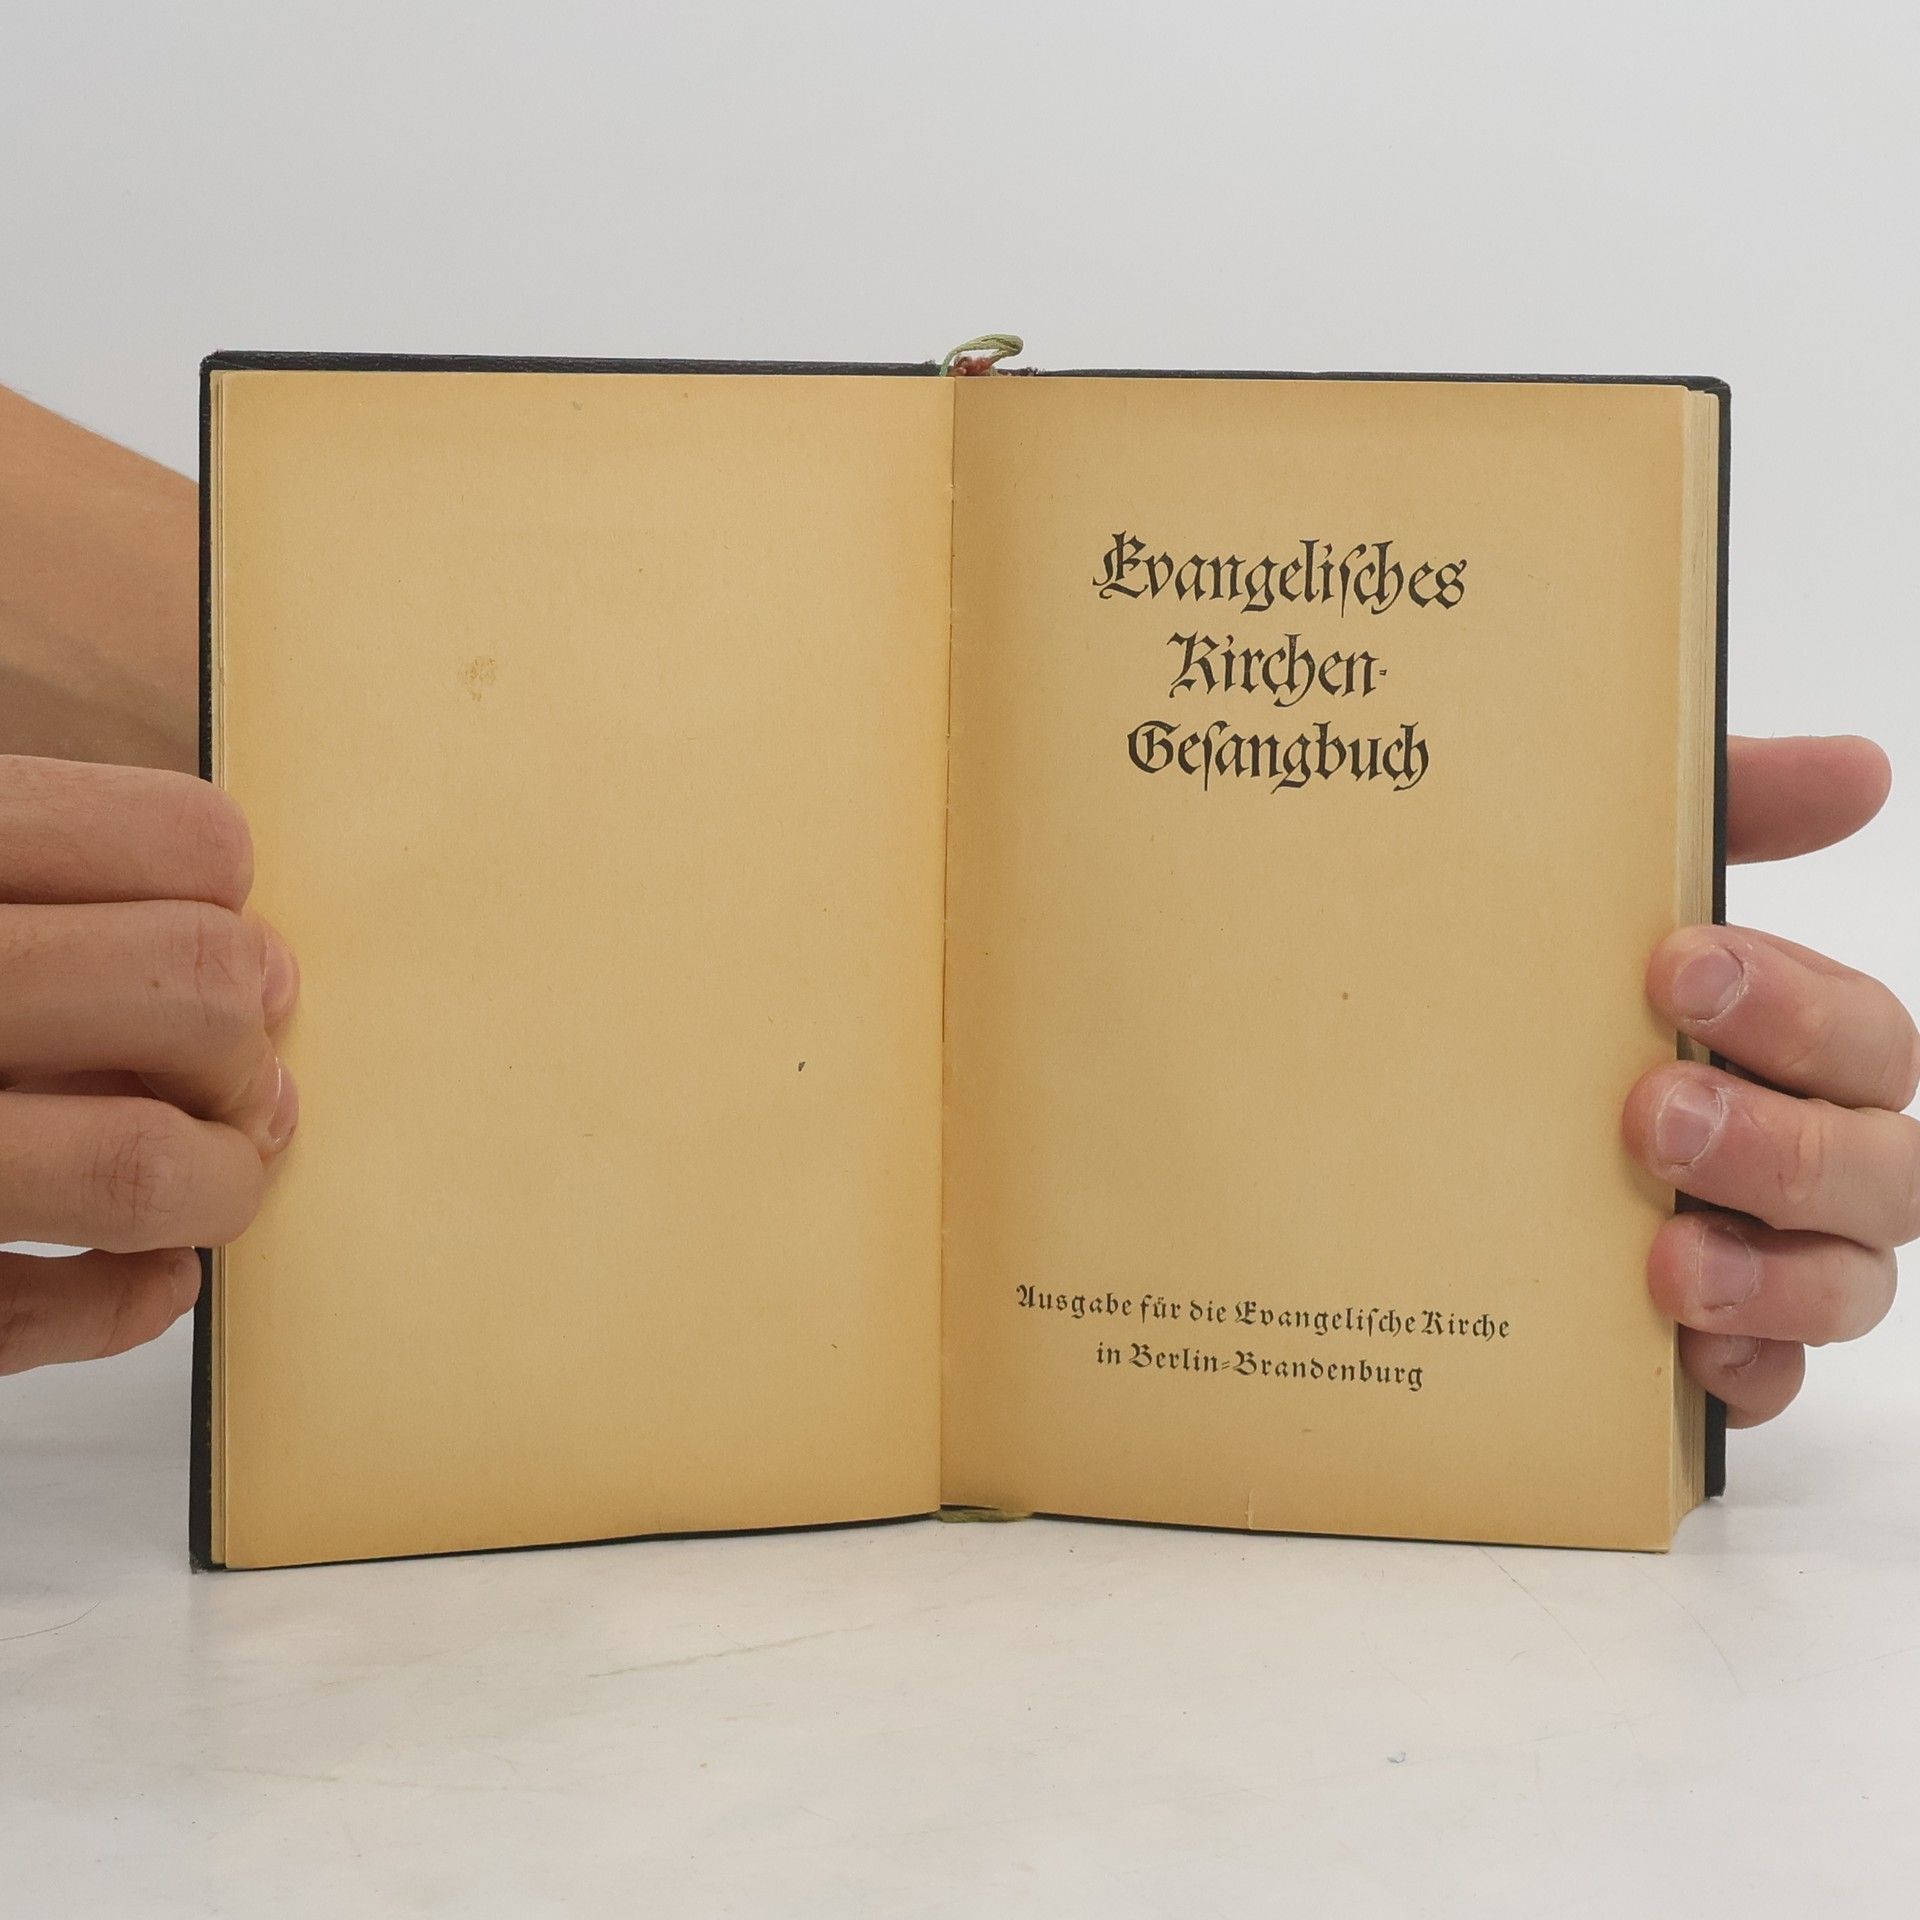 Evangeliſches
Kirchen-
Geſangbuch
Ausgabe für die Evangeliſche Kirche
in Berlin-Brandenburg